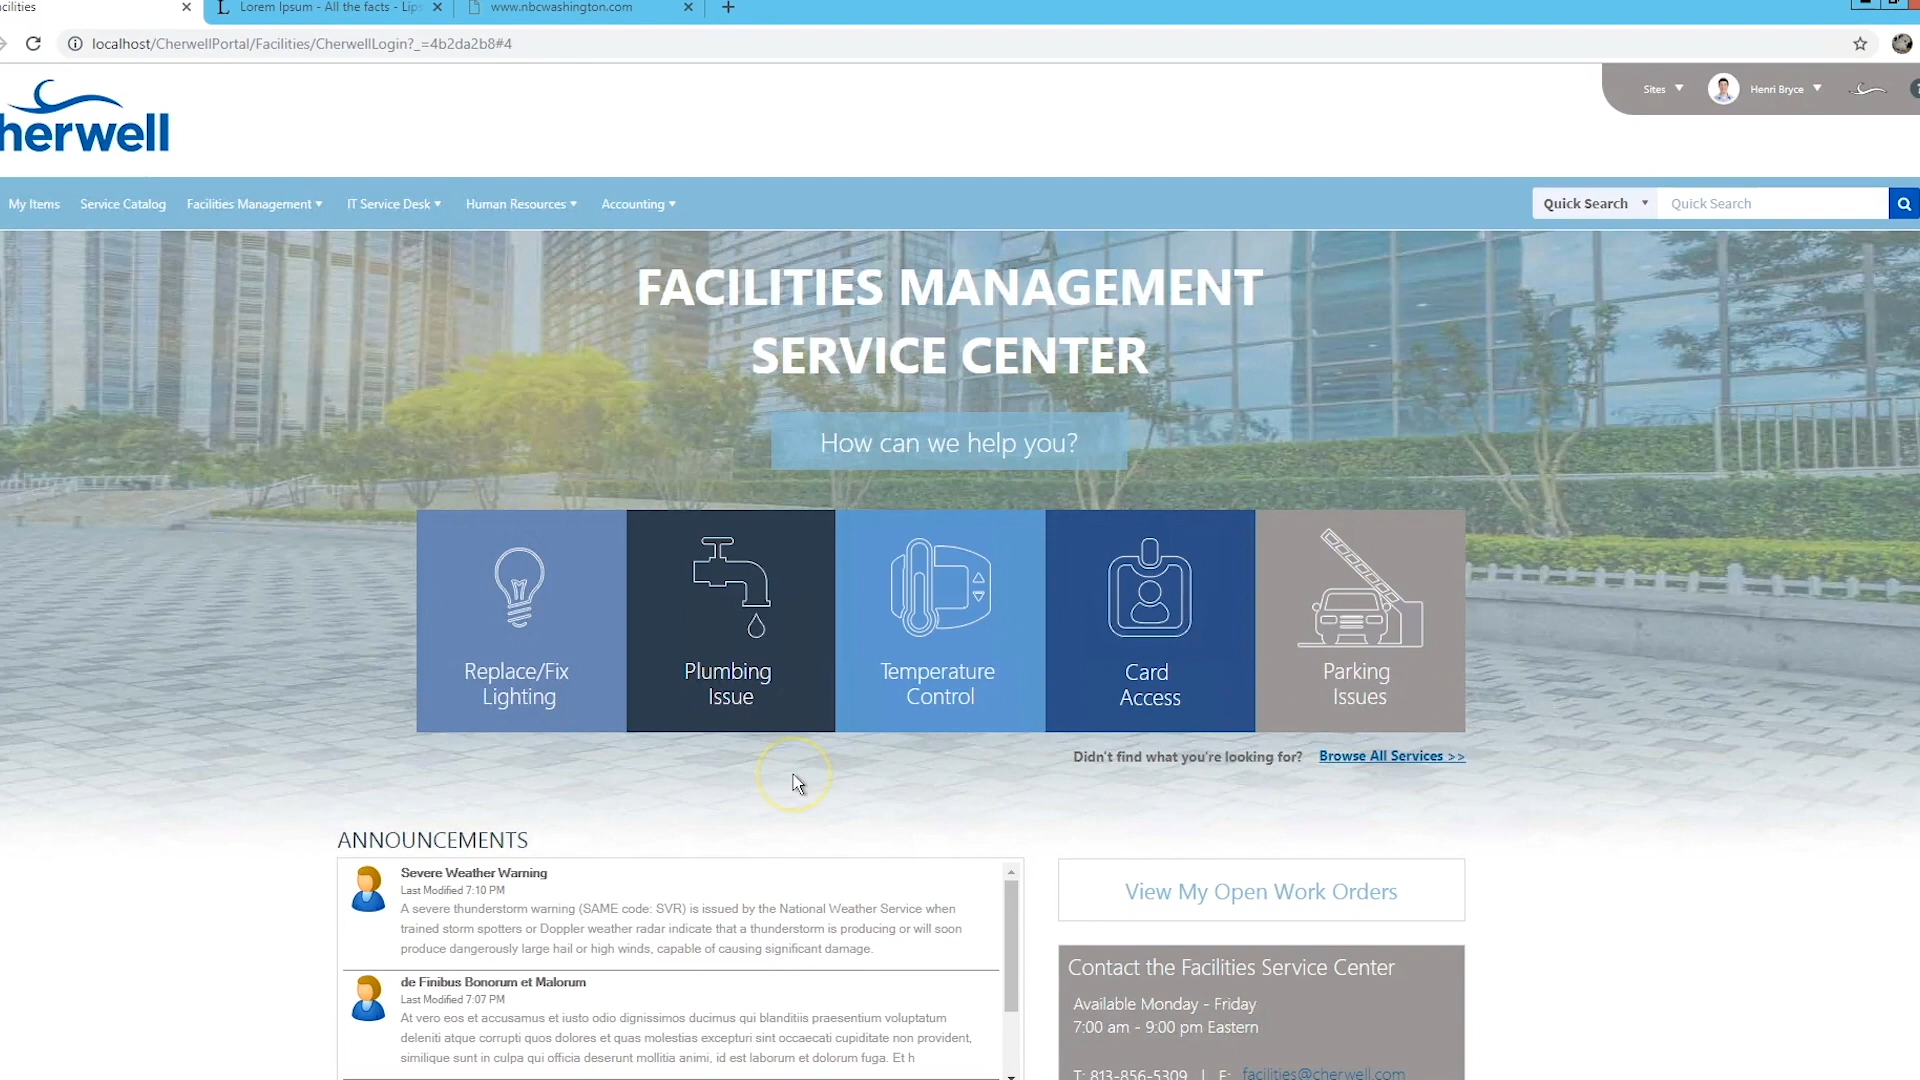 cilities
Lorem Ipsum - All the facts - Lips
www.nbcwashington.com
localhost/CherwellPortal/Facilities/CherwellLogin?_=4b2da2b8#4
herwell
Sites
Henri Bryce
My Items
Service Catalog
Facilities Management
IT Service Desk
Human Resources
Accounting
Quick Search
Quick Search
FACILITIES MANAGEMENT
SERVICE CENTER
How can we help you?
Replace/Fix
Lighting
Plumbing
Issue
Temperature
Control
Card
Access
Parking
Issues
Didn't find what you're looking for?
Browse All Services >>
ANNOUNCEMENTS
Severe Weather Warning
Last Modified 7:10 PM
A severe thunderstorm warning (SAME code: SVR) is issued by the National Weather Service when
trained storm spotters or Doppler weather radar indicate that a thunderstorm is producing or will soon
produce dangerously large hail or high winds, capable of causing significant damage.
de Finibus Bonorum et Malorum
Last Modified 7:07 PM
At vero eos et accusamus et iusto odio dignissimos ducimus qui blanditiis praesentium voluptatum
deleniti atque corrupti quos dolores et quas molestias excepturi sint occaecati cupiditate non provident,
similique sunt in culpa qui officia deserunt mollitia animi, id est laborum et dolorum fuga. Et h
View My Open Work Orders
Contact the Facilities Service Center
Available Monday - Friday
7:00 am - 9:00 pm Eastern
T: 813-856-5309 | E: facilities@cherwell.com